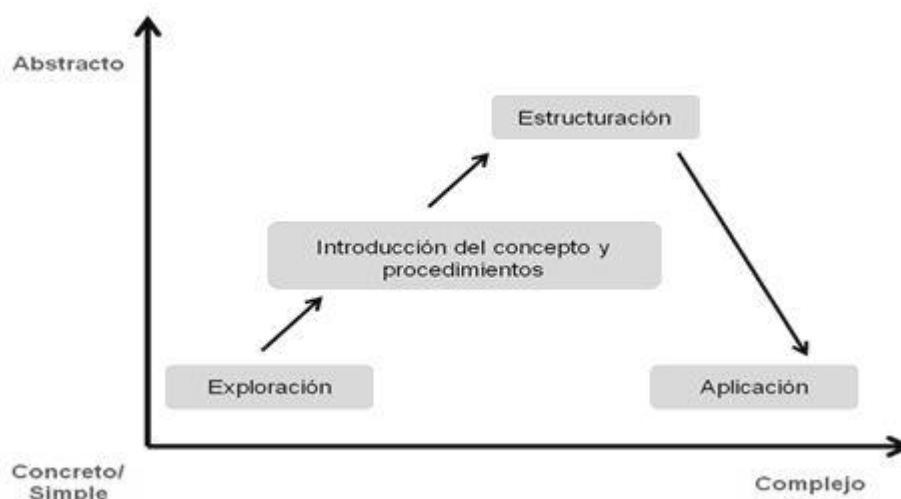 Abstracto
Estructuración
Introducción del concepto y
procedimientos
Exploración
Aplicación
Concreto/
Simple
Complejo